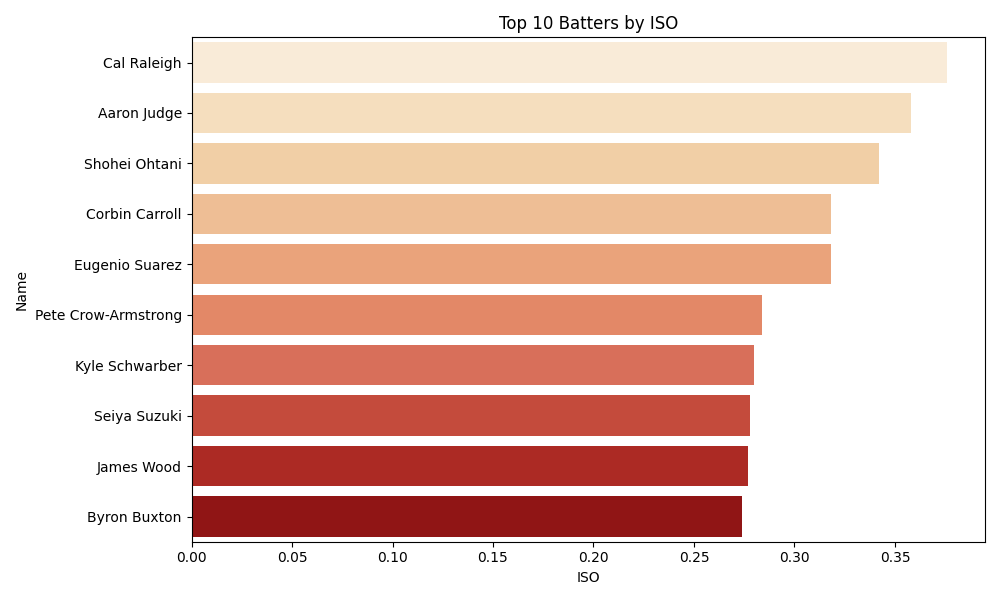 Top 10 Batters by ISO
Name
Cal Raleigh
Aaron Judge
Shohei Ohtani
Corbin Carroll
Eugenio Suarez
Pete Crow-Armstrong
Kyle Schwarber
Seiya Suzuki
James Wood
Byron Buxton
0.00 0.05 0.10 0.15 0.20 0.25 0.30 0.35
ISO